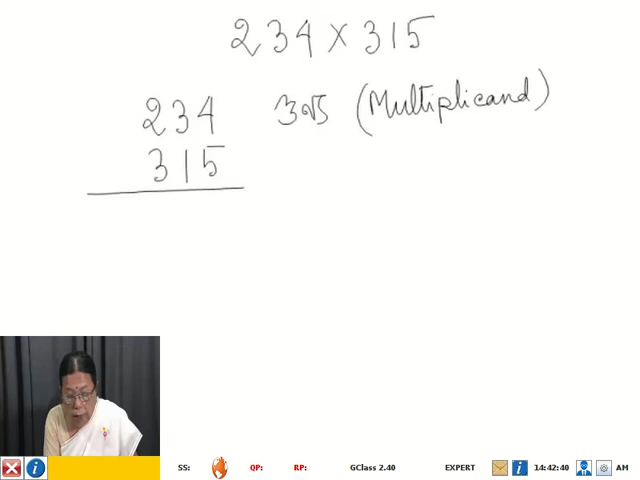 234 × 315
234 (Multiplicand)
315
SS: QP: RP: GClass 2.40 EXPERT 14:42:40 AM